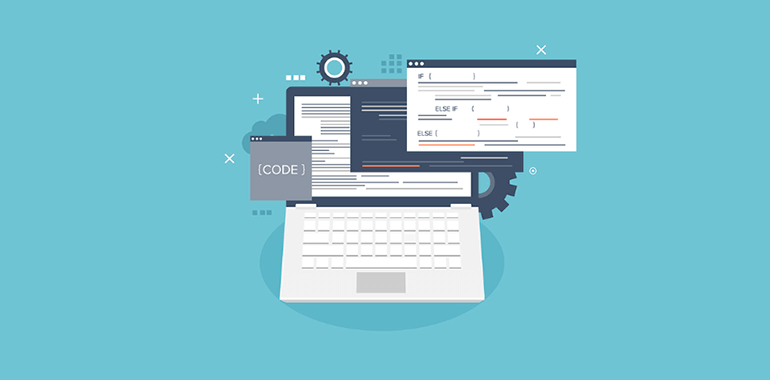 IF { }
ELSE IF { }
{ }
ELSE { }
{CODE }